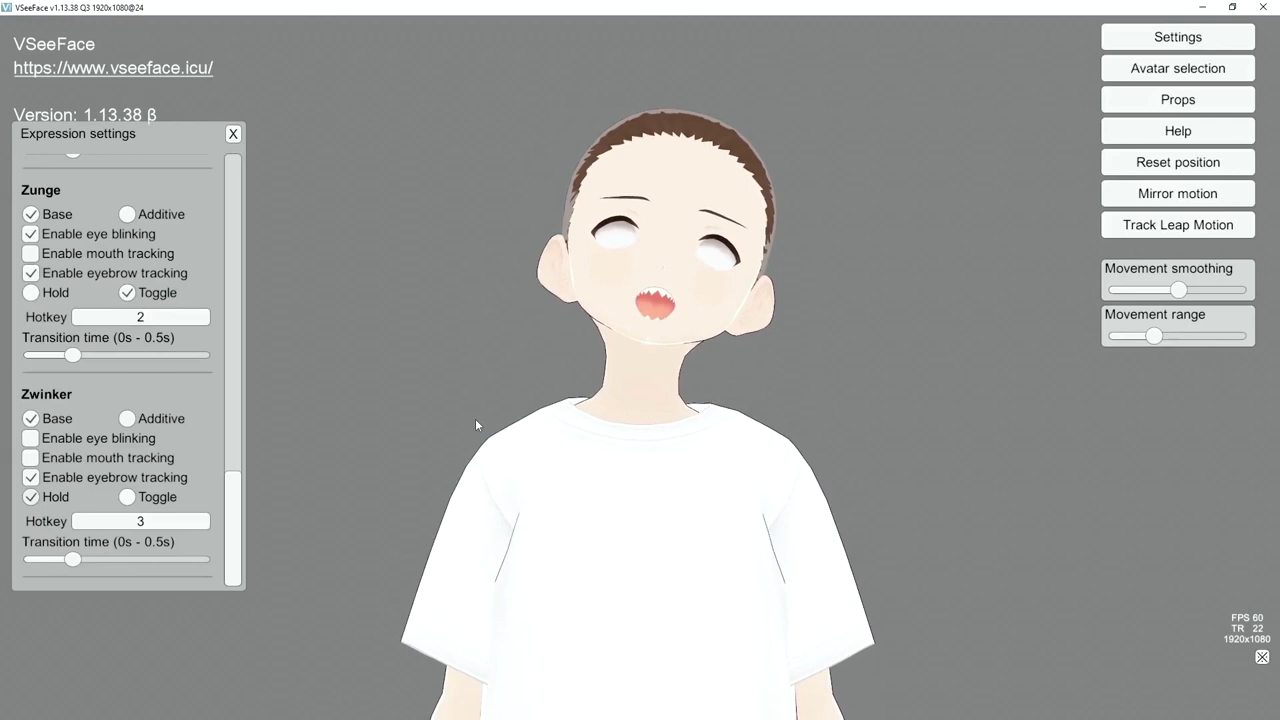 VSeeFace v1.13.38 Q3 1920x1080@24
VSeeFace
https://www.vseeface.icu/
Version: 1.13.38 β
Expression settings
X
Zunge
Base Additive
Enable eye blinking
Enable mouth tracking
Enable eyebrow tracking
Hold Toggle
Hotkey 2
Transition time (0s - 0.5s)
Zwinker
Base Additive
Enable eye blinking
Enable mouth tracking
Enable eyebrow tracking
Hold Toggle
Hotkey 3
Transition time (0s - 0.5s)
Settings
Avatar selection
Props
Help
Reset position
Mirror motion
Track Leap Motion
Movement smoothing
Movement range
FPS 60
TR 22
1920x1080